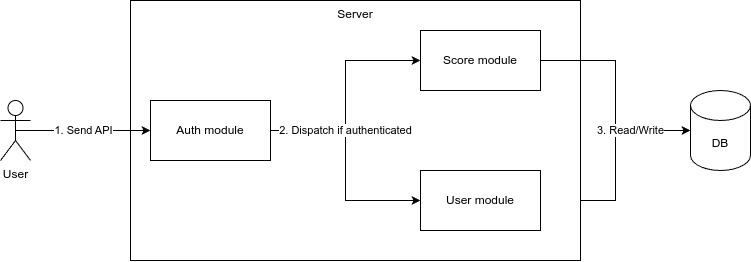 Server
Score module
1. Send API
Auth module
2. Dispatch if authenticated
3. Read/Write
DB
User
User module